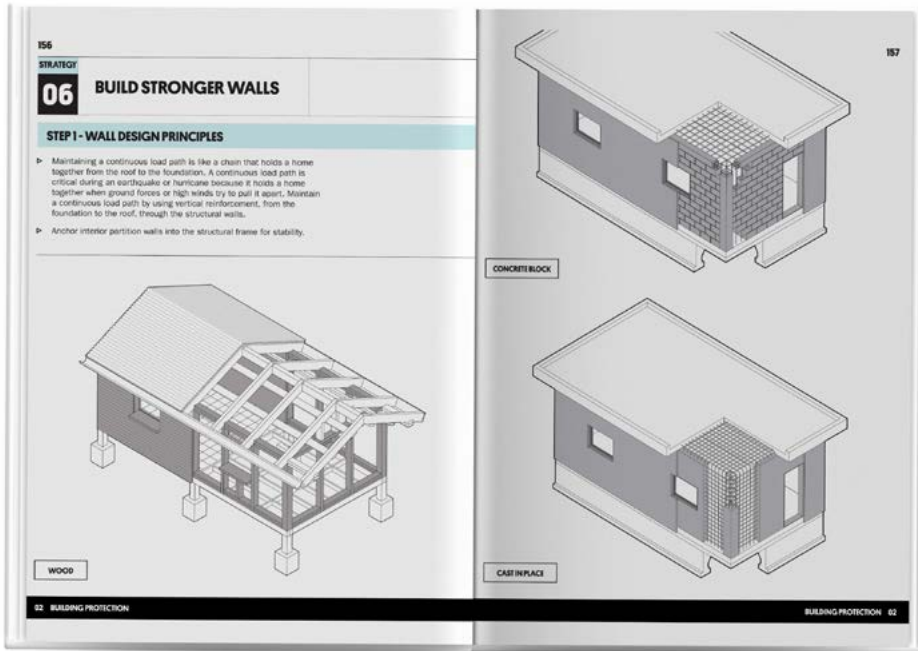 156
STRATEGY
06
BUILD STRONGER WALLS
STEP 1 - WALL DESIGN PRINCIPLES
▷ Maintaining a continuous load path is like a chain that holds a home
together from the roof to the foundation. A continuous load path is
critical during an earthquake or hurricane because it holds a home
together when ground forces or high winds try to pull it apart. Maintain
a continuous load path by using vertical reinforcement, from the
foundation to the roof, through the structural walls.
▷ Anchor interior partition walls into the structural frame for stability.
WOOD
02 BUILDING PROTECTION
157
CONCRETE BLOCK
CAST IN PLACE
BUILDING PROTECTION 02